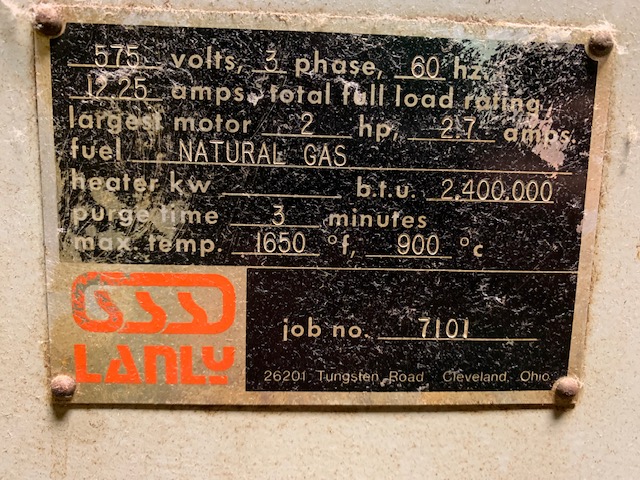 575 volts, 3 phase, 60 hz.
12.25 amps. total full load rating,
largest motor 2 hp, 2.7 amps
fuel NATURAL GAS
heater kw b.t.u. 2,400,000
purge time 3 minutes
max. temp. 1650 °f, 900 °c
LANLY
job no. 7101
26201 Tungsten Road Cleveland, Ohio